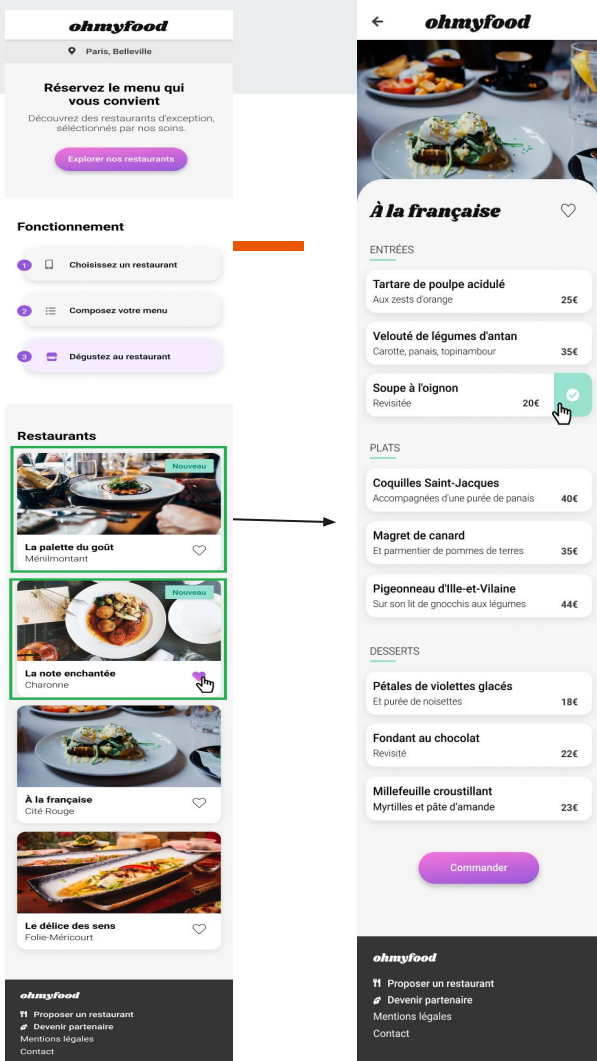 ohmyfood
Paris, Belleville
Réservez le menu qui
vous convient
Découvrez des restaurants d'exception,
séléctionnés par nos soins.
Explorer nos restaurants
Fonctionnement
1 Choisissez un restaurant
2 Composez votre menu
3 Dégustez au restaurant
Restaurants
Nouveau
La palette du goût
Ménilmontant
Nouveau
La note enchantée
Charonne
À la française
Cité Rouge
Le délice des sens
Folie-Méricourt
ohmyfood
Proposer un restaurant
Devenir partenaire
Mentions légales
Contact
ohmyfood
À la française
ENTRÉES
Tartare de poulpe acidulé
Aux zests d'orange 25€
Velouté de légumes d'antan
Carotte, panais, topinambour 35€
Soupe à l'oignon
Revisitée 20€
PLATS
Coquilles Saint-Jacques
Accompagnées d'une purée de panais 40€
Magret de canard
Et parmentier de pommes de terres 35€
Pigeonneau d'Ille-et-Vilaine
Sur son lit de gnocchis aux légumes 44€
DESSERTS
Pétales de violettes glacés
Et purée de noisettes 18€
Fondant au chocolat
Revisité 22€
Millefeuille croustillant
Myrtilles et pâte d'amande 23€
Commander
ohmyfood
Proposer un restaurant
Devenir partenaire
Mentions légales
Contact